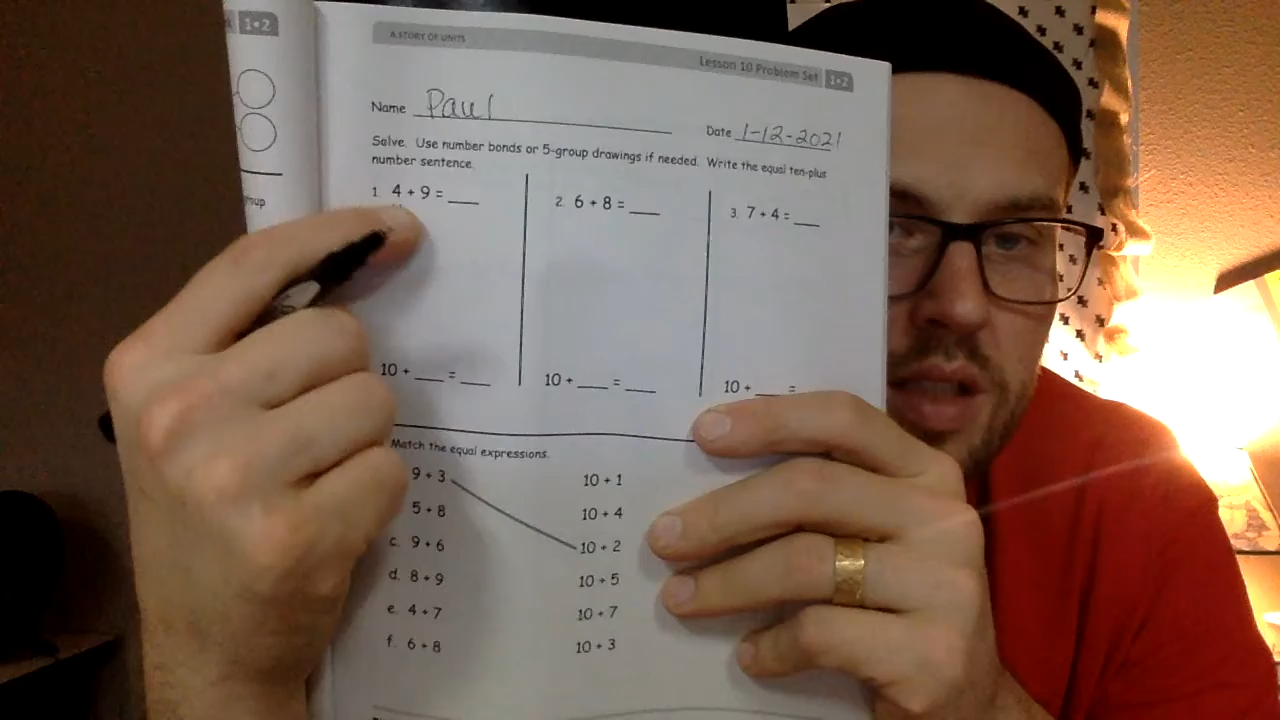 1•2
A STORY OF UNITS
Lesson 10 Problem Set 1•2
Name Paul
Date 1-12-2021
Solve. Use number bonds or 5-group drawings if needed. Write the equal ten-plus
number sentence.
1. 4 + 9 = ___
2. 6 + 8 = ___
3. 7 + 4 = ___
10 + ___ = ___
10 + ___ = ___
10 + ___ =
Match the equal expressions.
9 + 3
10 + 1
5 + 8
10 + 4
c. 9 + 6
10 + 2
d. 8 + 9
10 + 5
e. 4 + 7
10 + 7
f. 6 + 8
10 + 3